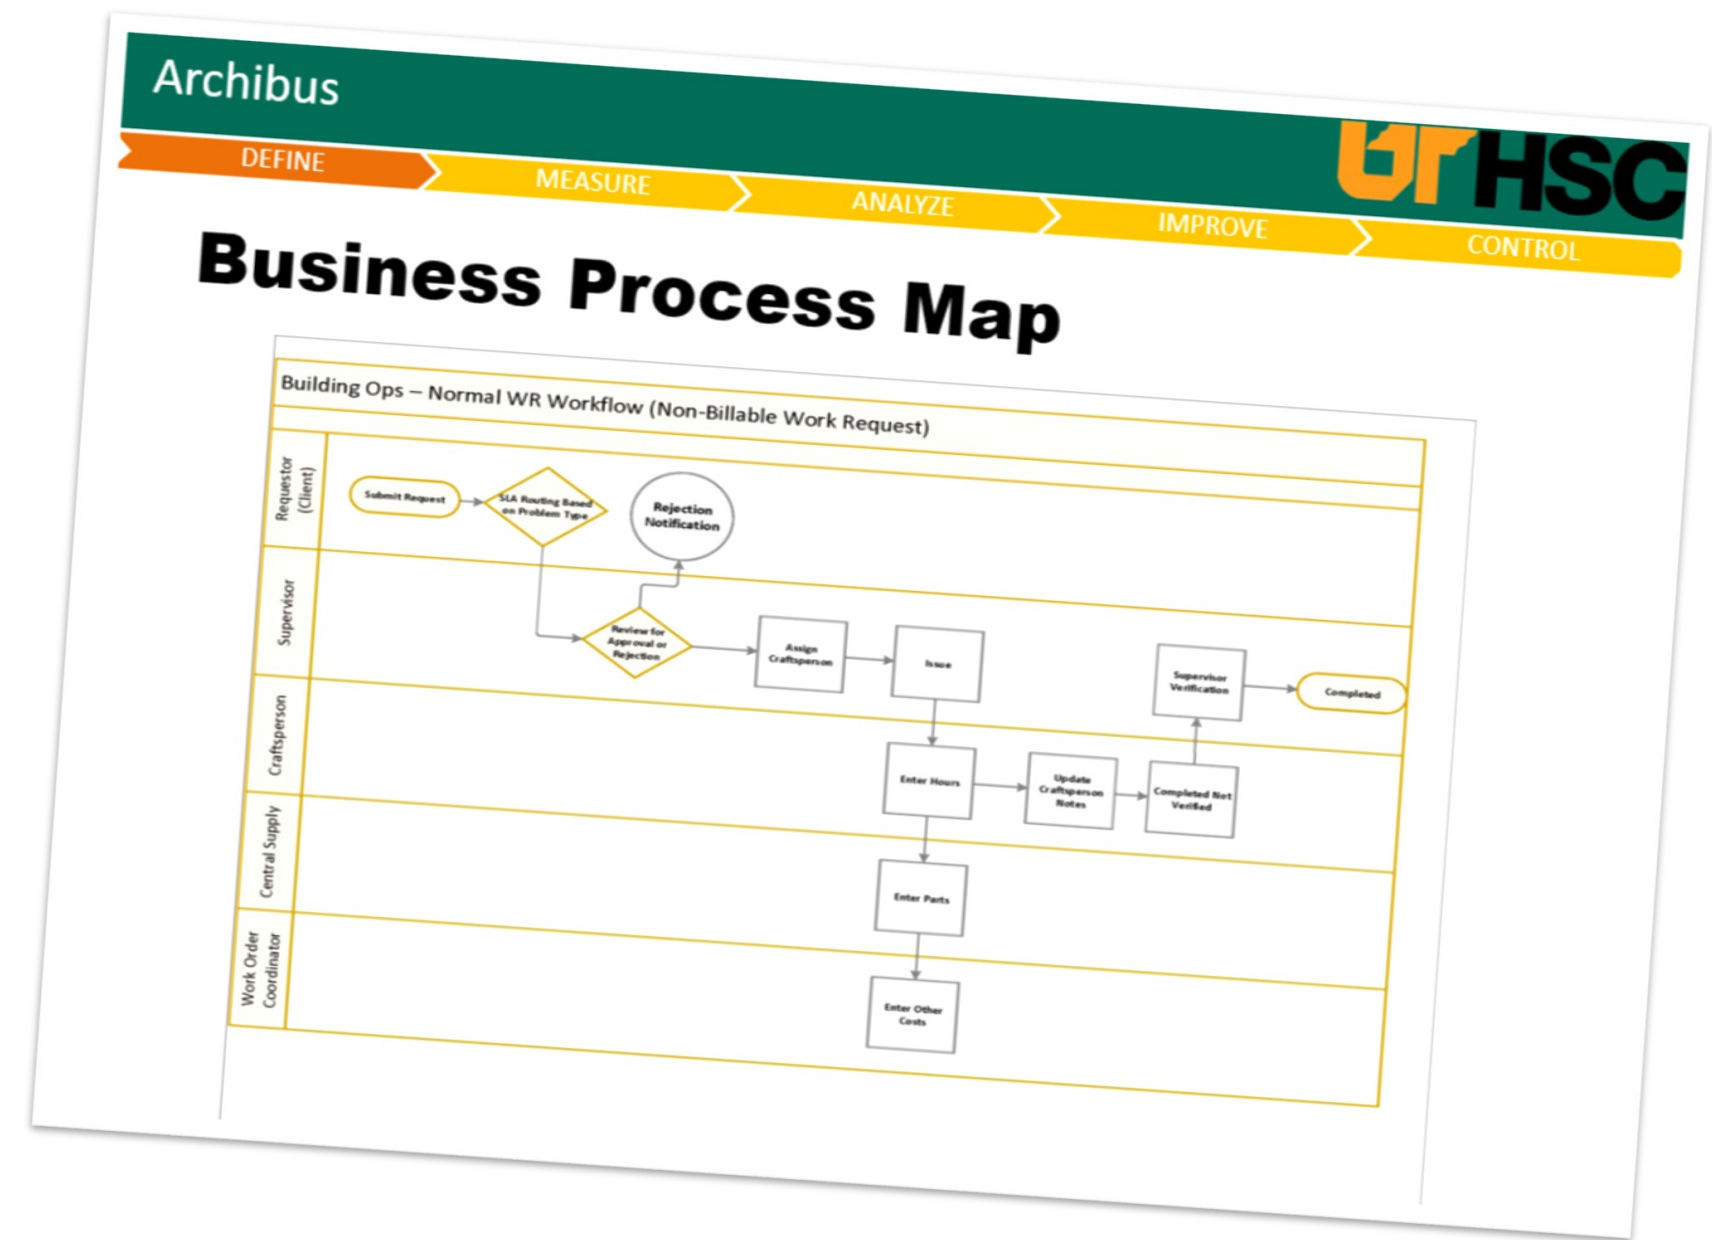 Archibus
UTHSC
DEFINE
MEASURE
ANALYZE
IMPROVE
CONTROL
Business Process Map
Building Ops – Normal WR Workflow (Non-Billable Work Request)
Requestor
(Client)
Submit Request
SLA Routing Based
on Problem Type
Rejection
Notification
Supervisor
Review for
Approval or
Rejection
Assign
Craftsperson
Issue
Supervisor
Verification
Completed
Craftsperson
Enter Hours
Update
Craftsperson
Notes
Completed Not
Verified
Central Supply
Enter Parts
Work Order
Coordinator
Enter Other
Costs